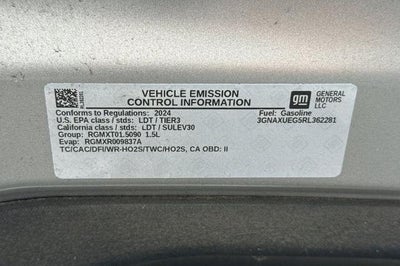 VEHICLE EMISSION
CONTROL INFORMATION
gm
GENERAL
MOTORS
LLC
Conforms to Regulations: 2024
Fuel: Gasoline
U.S. EPA class / stds: LDT / TIER3
3GNAXUEG5RL362281
California class / stds: LDT / SULEV30
Group: RGMXT01.5090 1.5L
Evap: RGMXR009837A
TC/CAC/DFI/WR-HO2S/TWC/HO2S, CA OBD: II